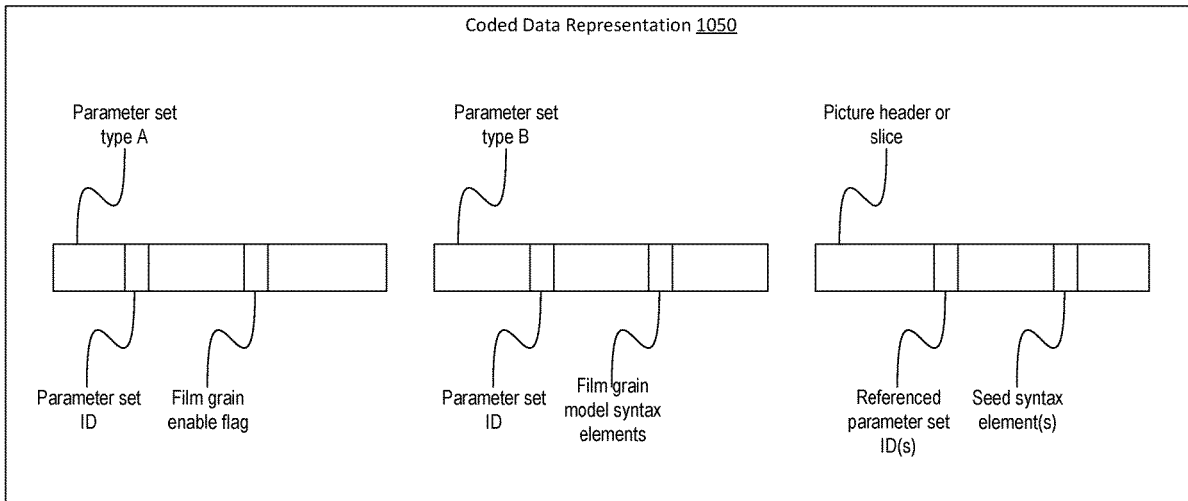 Coded Data Representation 1050
Parameter set
type A
Parameter set
type B
Picture header or
slice
Parameter set
ID
Film grain
enable flag
Parameter set
ID
Film grain
model syntax
elements
Referenced
parameter set
ID(s)
Seed syntax
element(s)